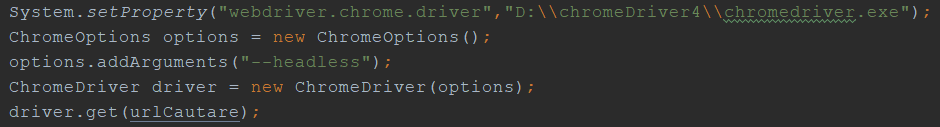 System.setProperty("webdriver.chrome.driver","D:\\chromeDriver4\\chromedriver.exe");
ChromeOptions options = new ChromeOptions();
options.addArguments("--headless");
ChromeDriver driver = new ChromeDriver(options);
driver.get(urlCautare);